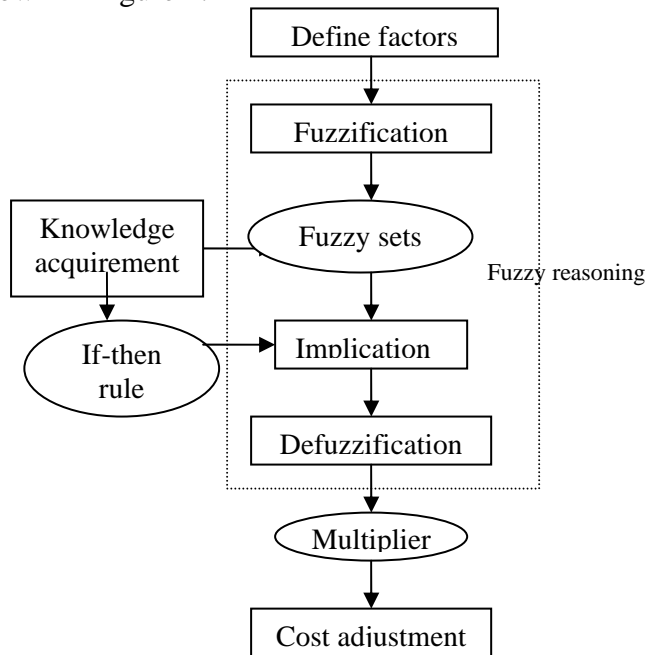 Define factors
Fuzzification
Knowledge
acquirement
Fuzzy sets
Fuzzy reasoning
If-then
rule
Implication
Defuzzification
Multiplier
Cost adjustment